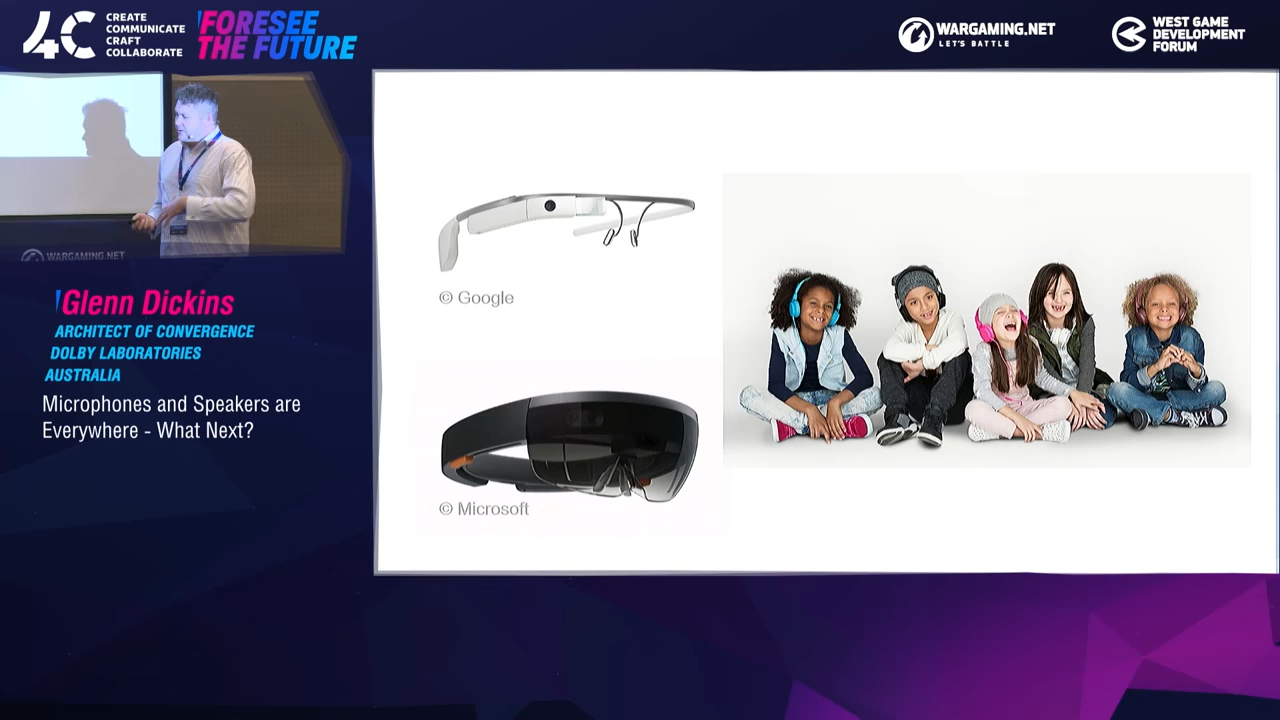 4C
CREATE
COMMUNICATE
CRAFT
COLLABORATE
FORESEE
THE FUTURE
WARGAMING.NET
LET'S BATTLE
WEST GAME
DEVELOPMENT
FORUM
WARGAMING.NET
Glenn Dickins
ARCHITECT OF CONVERGENCE
DOLBY LABORATORIES
AUSTRALIA
Microphones and Speakers are
Everywhere - What Next?
© Google
© Microsoft